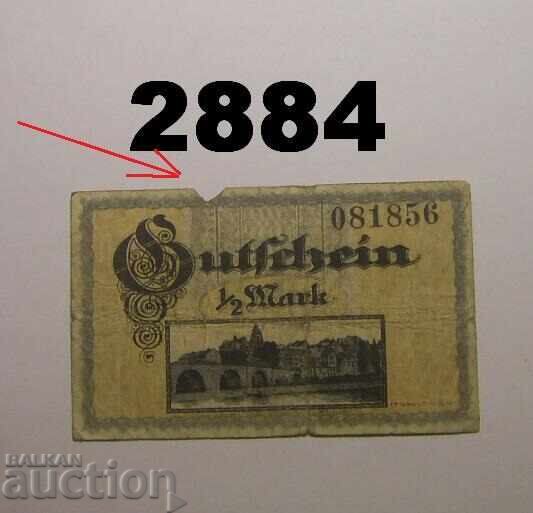 2884
081856
Gutschein
1/2 Mark
BALKAN
auction